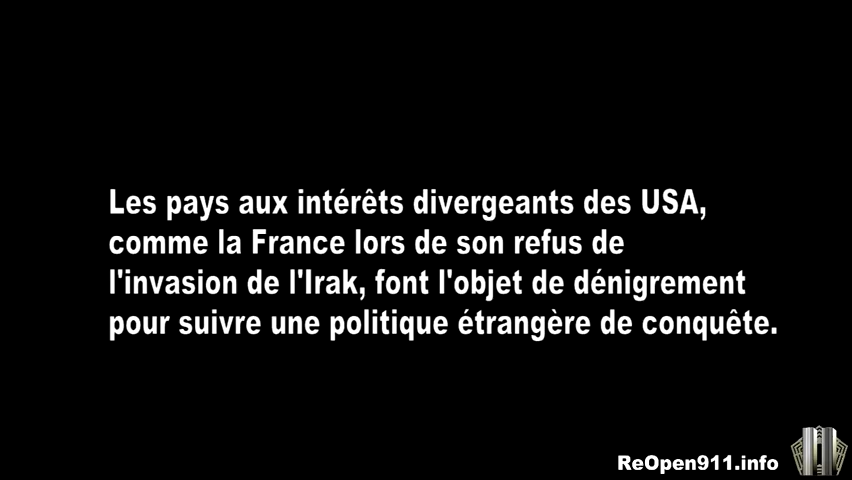 Les pays aux intérêts divergeants des USA,
comme la France lors de son refus de
l'invasion de l'Irak, font l'objet de dénigrement
pour suivre une politique étrangère de conquête.
ReOpen911.info